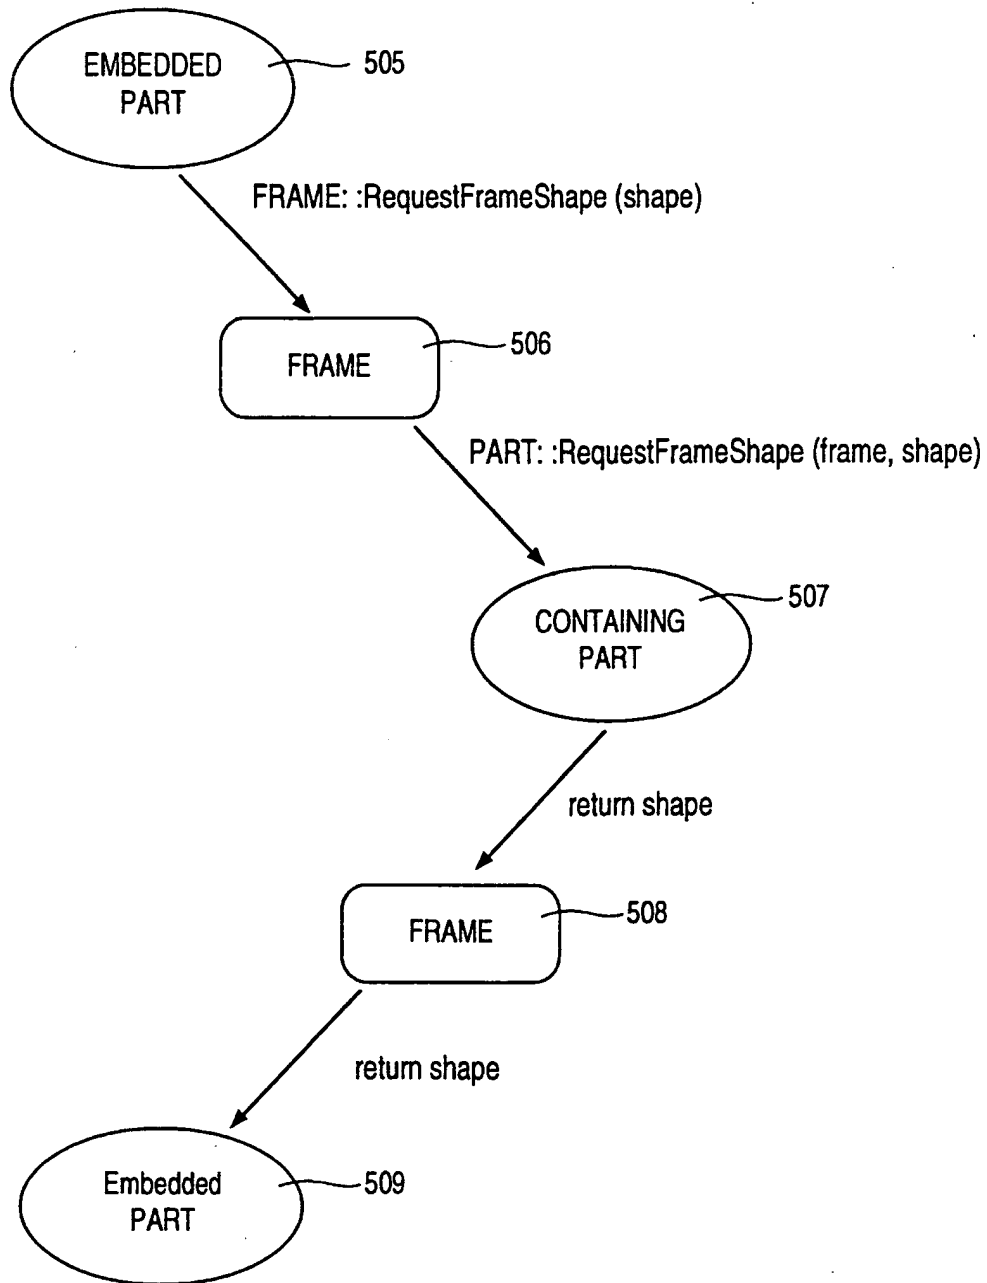 EMBEDDED
PART
505
FRAME: :RequestFrameShape (shape)
FRAME
506
PART: :RequestFrameShape (frame, shape)
CONTAINING
PART
507
return shape
FRAME
508
return shape
Embedded
PART
509